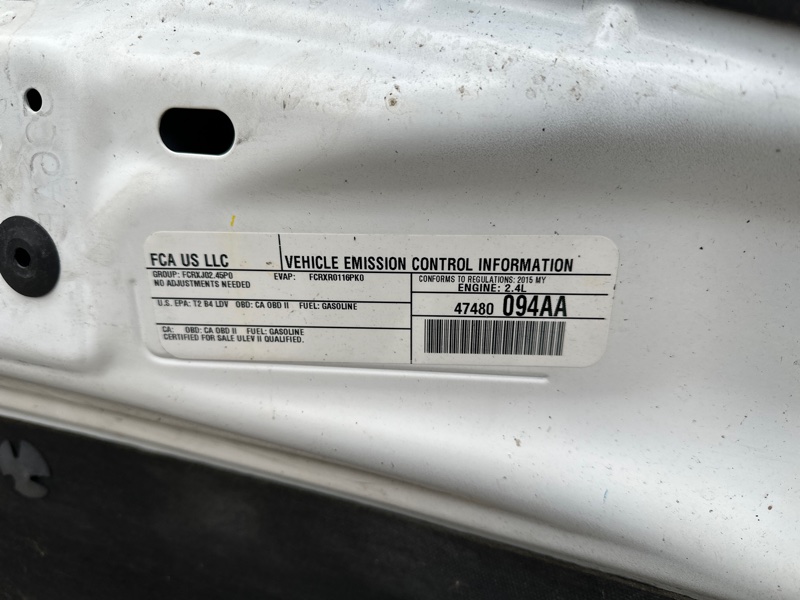 FCA US LLC
VEHICLE EMISSION CONTROL INFORMATION
GROUP: FCRXJ02.45P0 EVAP: FCRXR0116PK0
NO ADJUSTMENTS NEEDED
CONFORMS TO REGULATIONS: 2015 MY
ENGINE: 2.4L
U.S. EPA: T2 B4 LDV OBD: CA OBD II FUEL: GASOLINE
47480 094AA
CA: OBD: CA OBD II FUEL: GASOLINE
CERTIFIED FOR SALE ULEV II QUALIFIED.